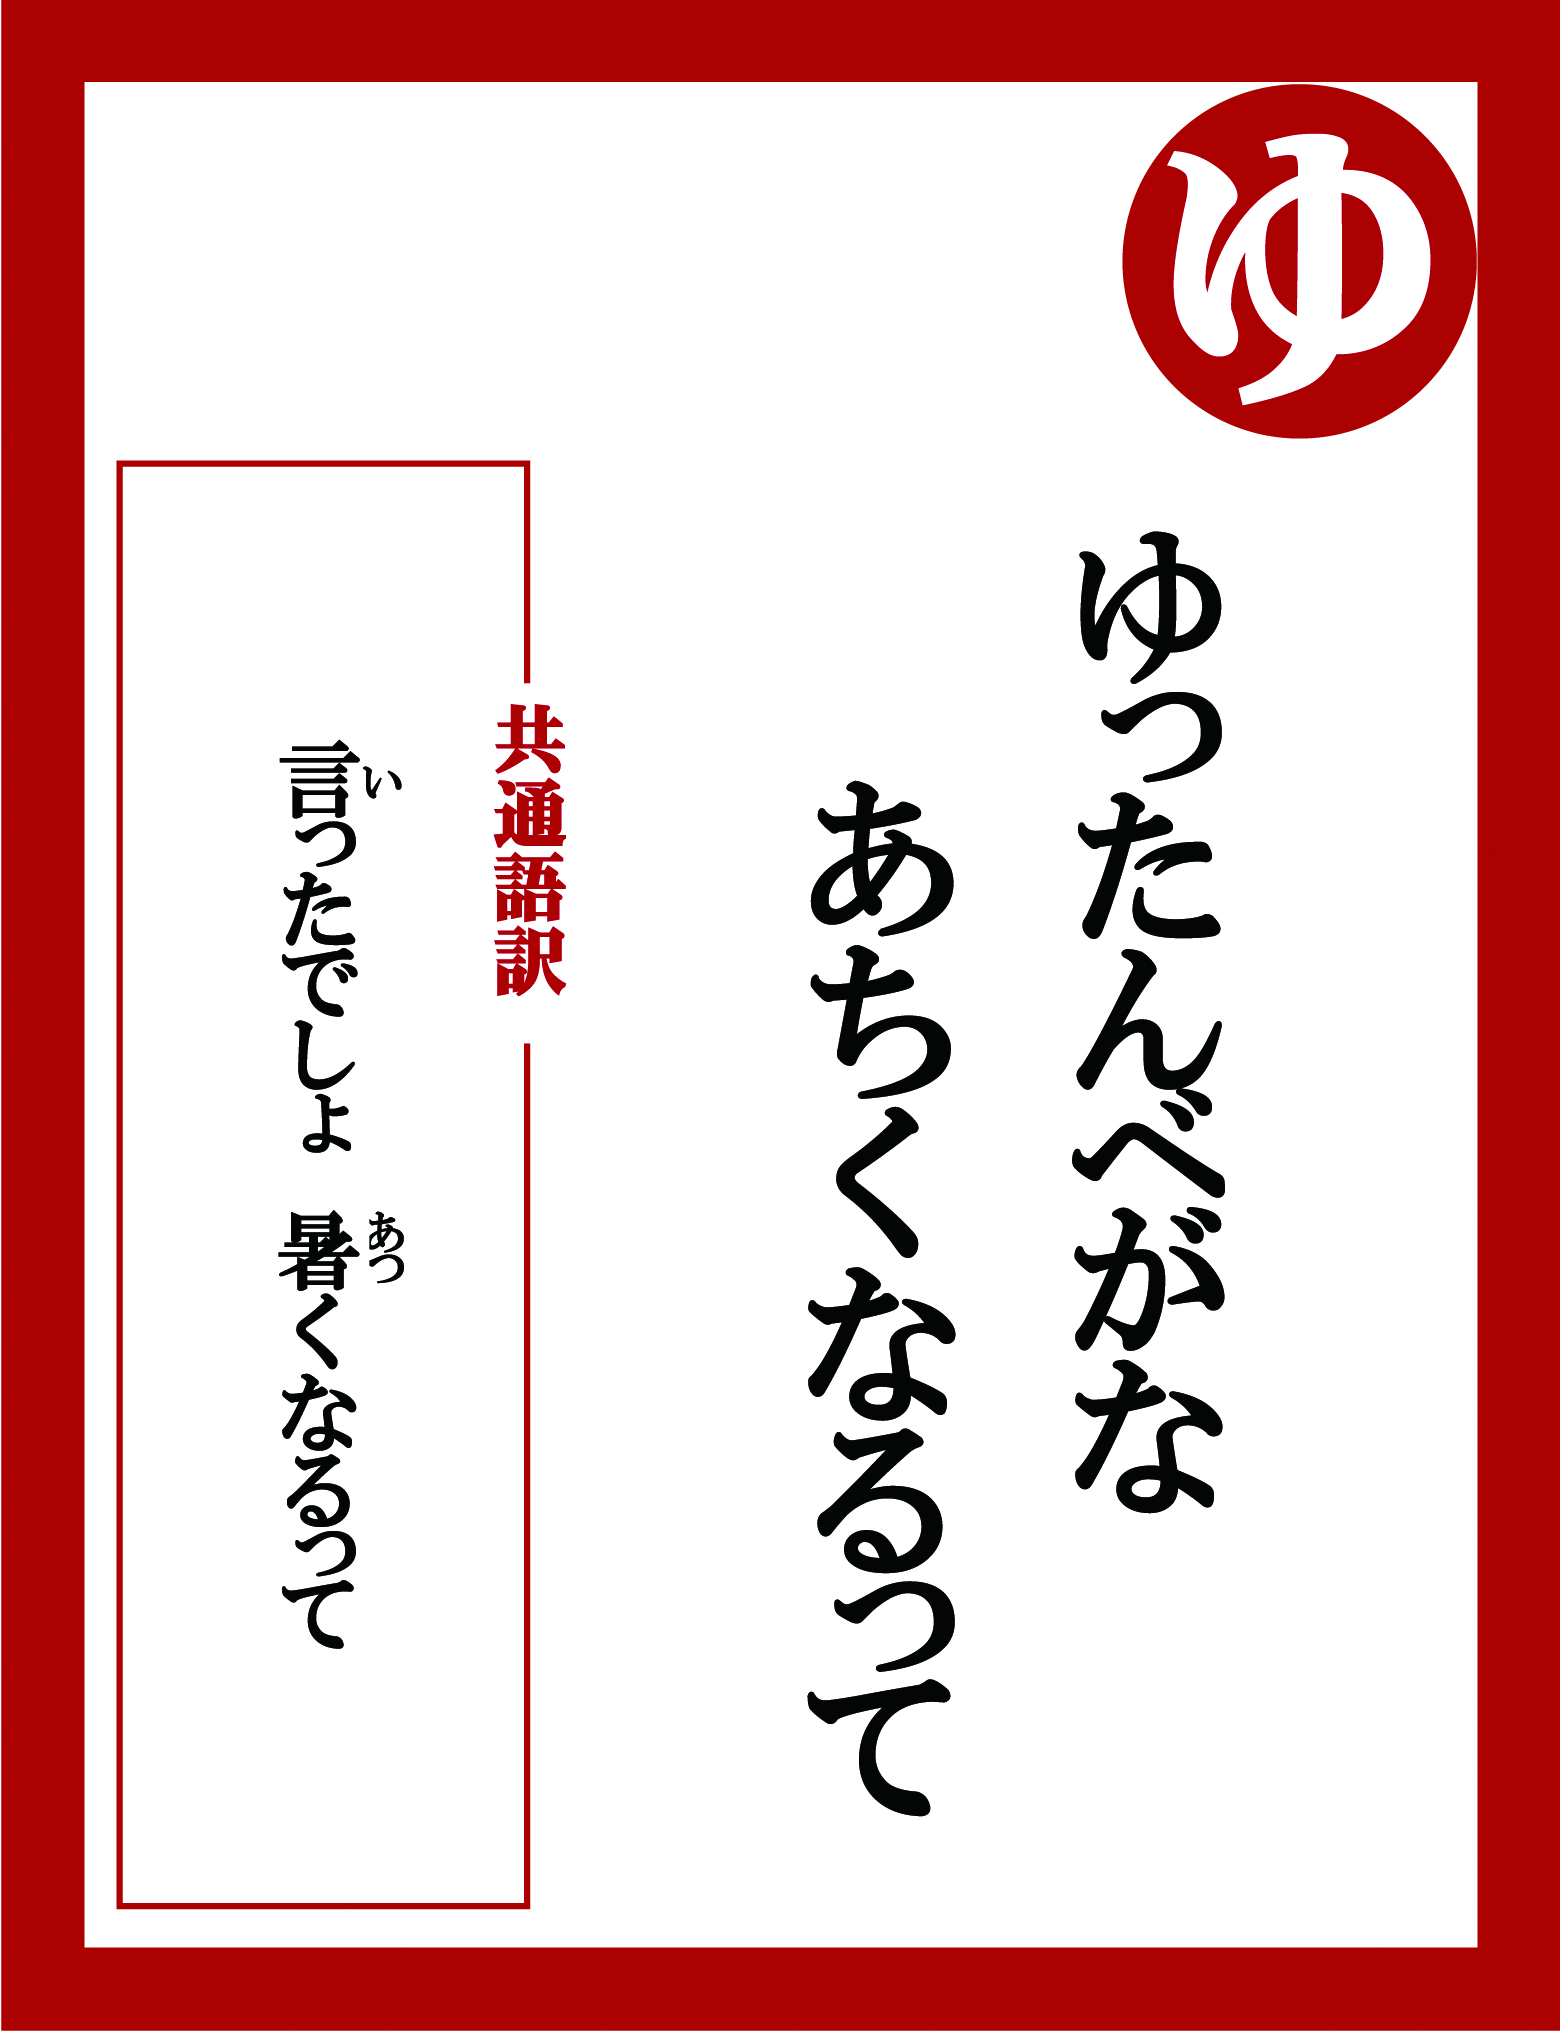 ゆ
ゆったんべがな
あちくなるって
共通語訳
言ったでしょ　暑くなるって
い
あつ